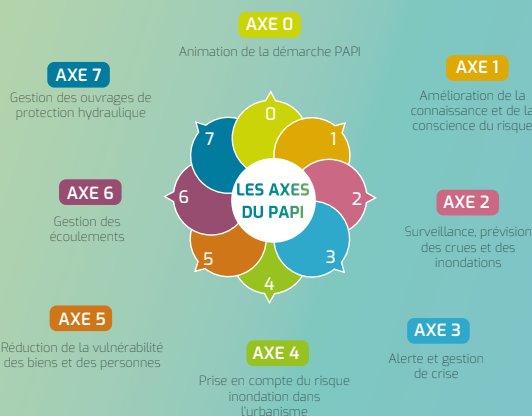 AXE 0
Animation de la démarche PAPI
AXE 1
Amélioration de la
connaissance et de la
conscience du risque
AXE 2
Surveillance, prévision
des crues et des
inondations
AXE 3
Alerte et gestion
de crise
AXE 4
Prise en compte du risque
inondation dans
l'urbanisme
AXE 5
Réduction de la vulnérabilité
des biens et des personnes
AXE 6
Gestion des
écoulements
AXE 7
Gestion des ouvrages de
protection hydraulique
LES AXES
DU PAPI
0
1
2
3
4
5
6
7